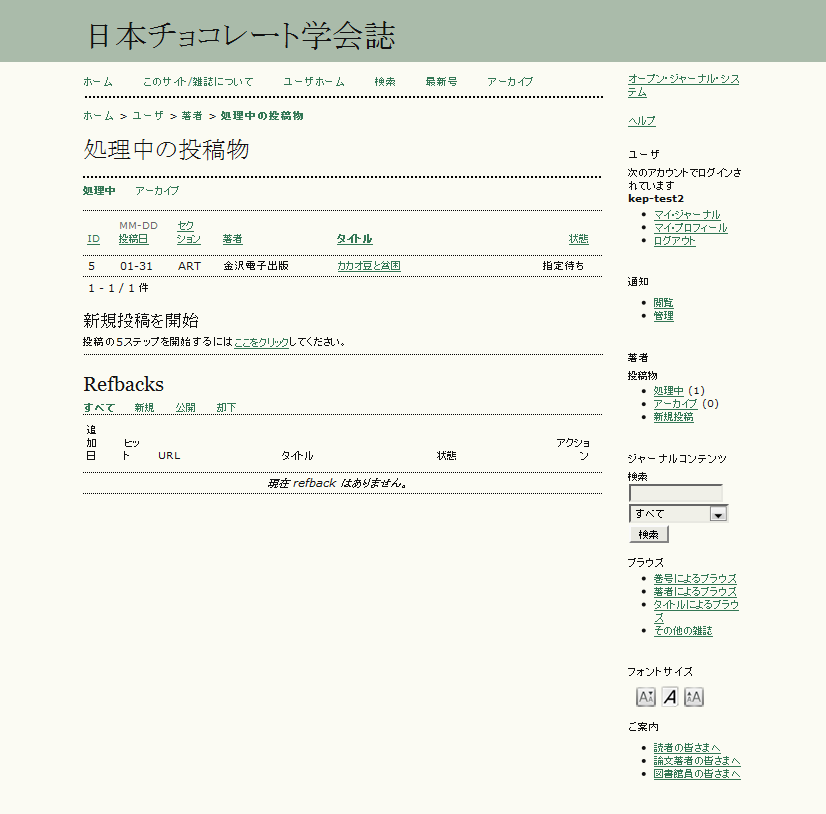 日本チョコレート学会誌
ホーム このサイト/雑誌について ユーザホーム 検索 最新号 アーカイブ
ホーム > ユーザ > 著者 > 処理中の投稿物
処理中の投稿物
処理中 アーカイブ
ID MM-DD 投稿日 セクション 著者 タイトル 状態
5 01-31 ART 金沢電子出版 カカオ豆と貧困 指定待ち
1 - 1 / 1 件
新規投稿を開始
投稿の5ステップを開始するにはここをクリックしてください。
Refbacks
すべて 新規 公開 却下
追加日 ヒット URL タイトル 状態 アクション
現在 refback はありません。
オープン・ジャーナル・シス
テム
ヘルプ
ユーザ
次のアカウントでログインさ
れています
kep-test2
マイ・ジャーナル
マイ・プロフィール
ログアウト
通知
閲覧
管理
著者
投稿物
処理中 (1)
アーカイブ (0)
新規投稿
ジャーナルコンテンツ
検索
すべて
検索
ブラウズ
巻号によるブラウズ
著者によるブラウズ
タイトルによるブラウ
ズ
その他の雑誌
フォントサイズ
A A A A A
ご案内
読者の皆さまへ
論文著者の皆さまへ
図書館員の皆さまへ